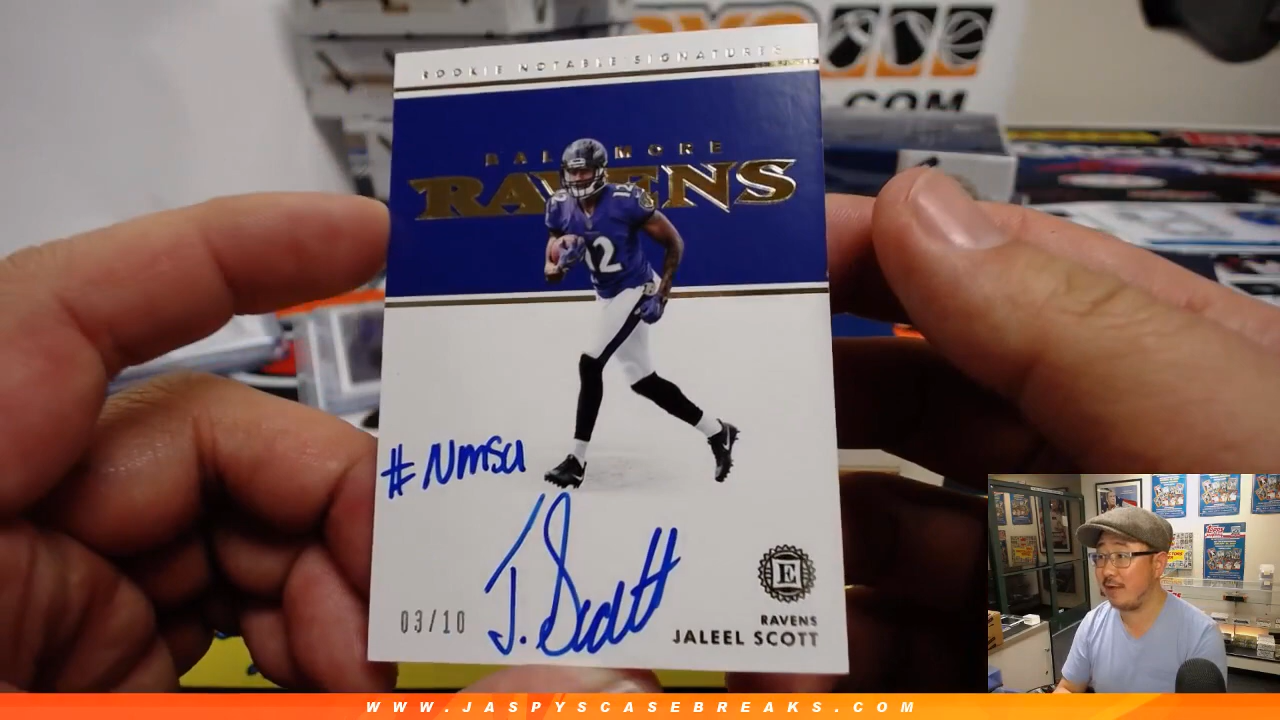 ROOKIE NOTABLE SIGNATURES
.COM
BALTIMORE
RAVENS
12
#NMSU
J. Scott
03/10
E
RAVENS
JALEEL SCOTT
WWW.JASPYSCASEBREAKS.COM